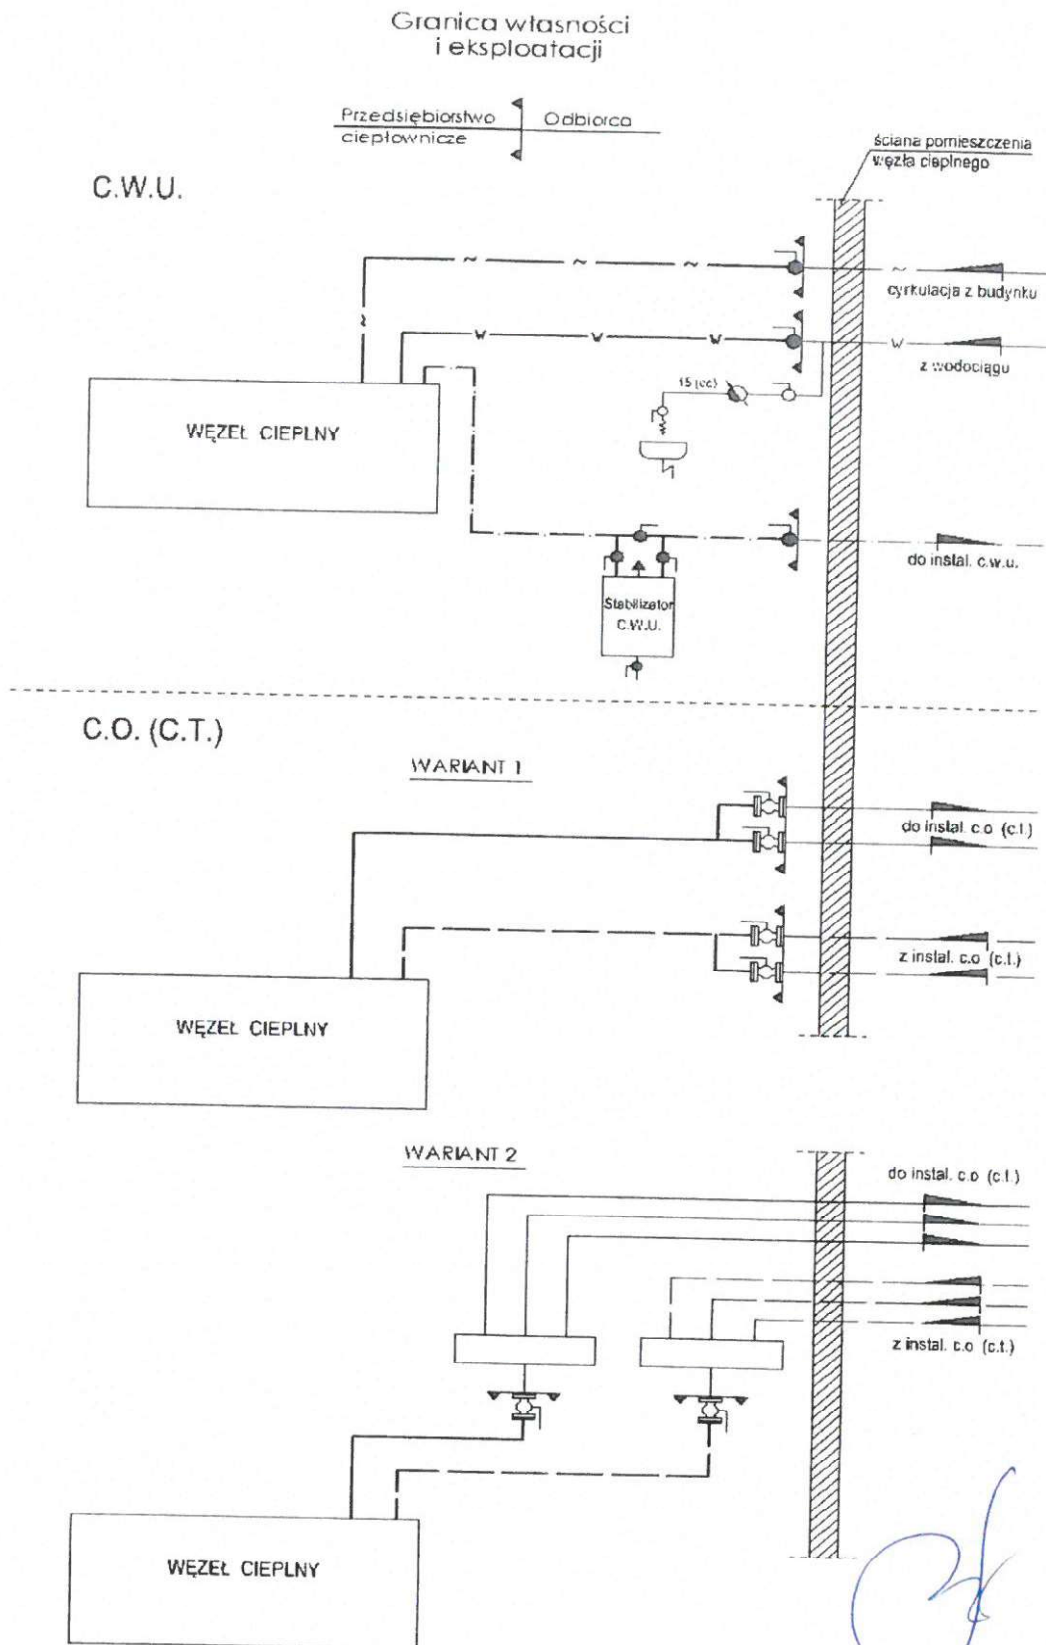 Granica własności
i eksploatacji
Przedsiębiorstwo
ciepłownicze
Odbiorca
ściana pomieszczenia
węzła cieplnego
C.W.U.
cyrkulacja z budynku
W W W W
z wodociągu
WĘZEŁ CIEPLNY
do instal. c.w.u.
Stabilizator
C.W.U.
C.O. (C.T.)
WARIANT 1
do instal. c.o (c.t.)
z instal. c.o (c.t.)
WĘZEŁ CIEPLNY
WARIANT 2
do instal. c.o (c.t.)
z instal. c.o (c.t.)
WĘZEŁ CIEPLNY